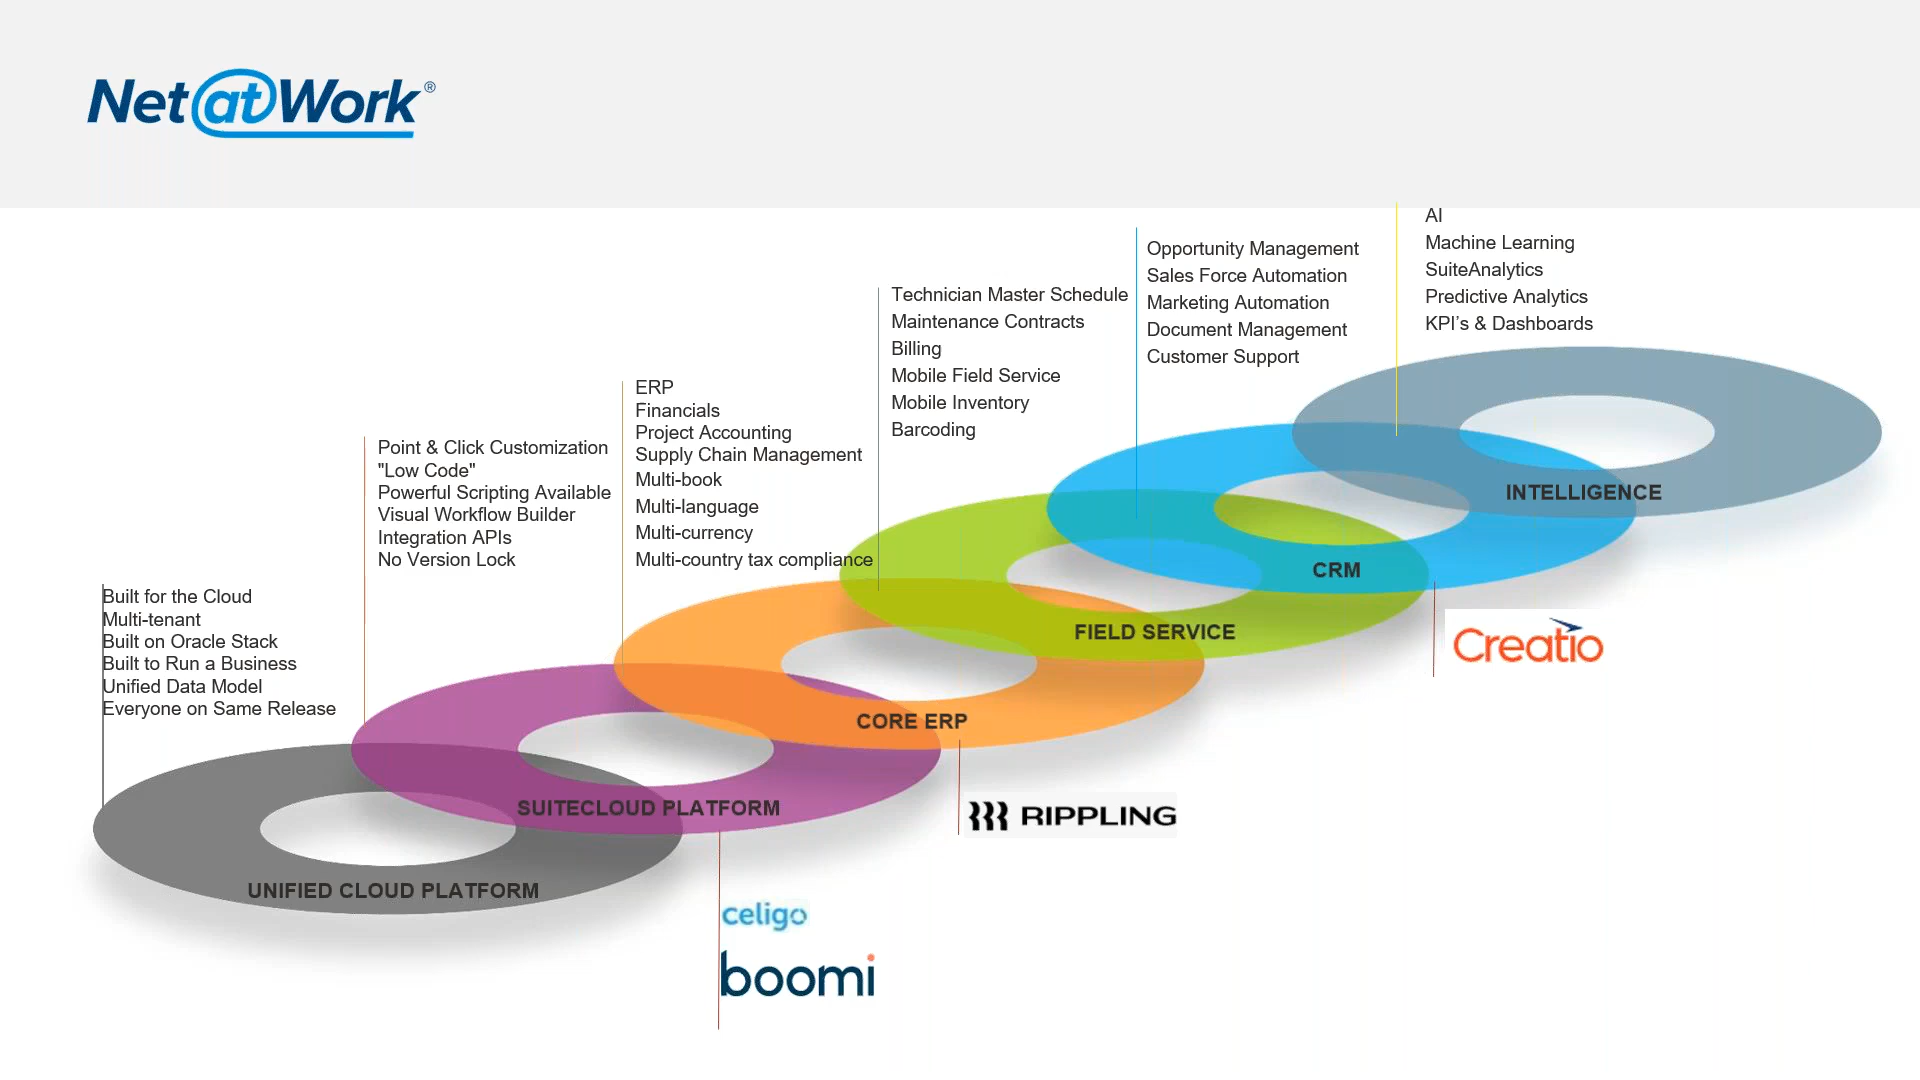 Net at Work®
AI
Machine Learning
SuiteAnalytics
Predictive Analytics
KPI’s & Dashboards
Opportunity Management
Sales Force Automation
Marketing Automation
Document Management
Customer Support
Technician Master Schedule
Maintenance Contracts
Billing
Mobile Field Service
Mobile Inventory
Barcoding
ERP
Financials
Project Accounting
Supply Chain Management
Multi-book
Multi-language
Multi-currency
Multi-country tax compliance
Point & Click Customization
"Low Code"
Powerful Scripting Available
Visual Workflow Builder
Integration APIs
No Version Lock
Built for the Cloud
Multi-tenant
Built on Oracle Stack
Built to Run a Business
Unified Data Model
Everyone on Same Release
INTELLIGENCE
CRM
FIELD SERVICE
Creatio
CORE ERP
SUITECLOUD PLATFORM
RIPPLING
UNIFIED CLOUD PLATFORM
celigo
boomi